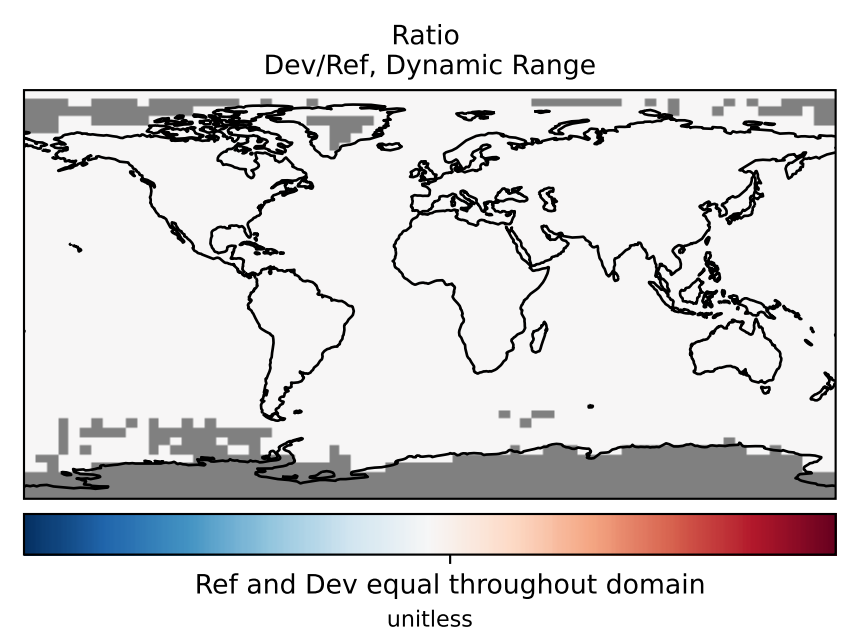 Ratio
Dev/Ref, Dynamic Range
Ref and Dev equal throughout domain
unitless